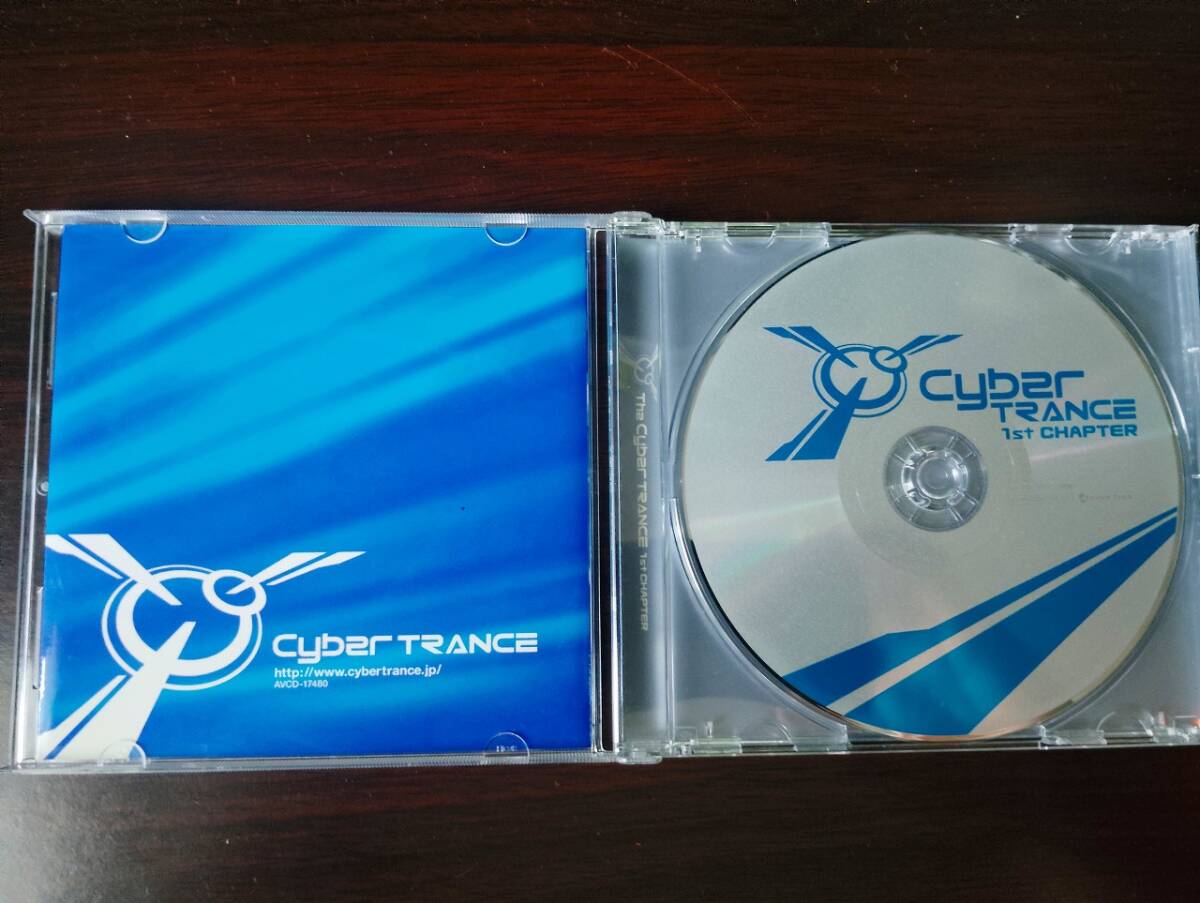 Cyber TRANCE
http://www.cybertrance.jp/
AVCD-17480
The Cyber TRANCE 1st CHAPTER
Cyber
TRANCE
1st CHAPTER